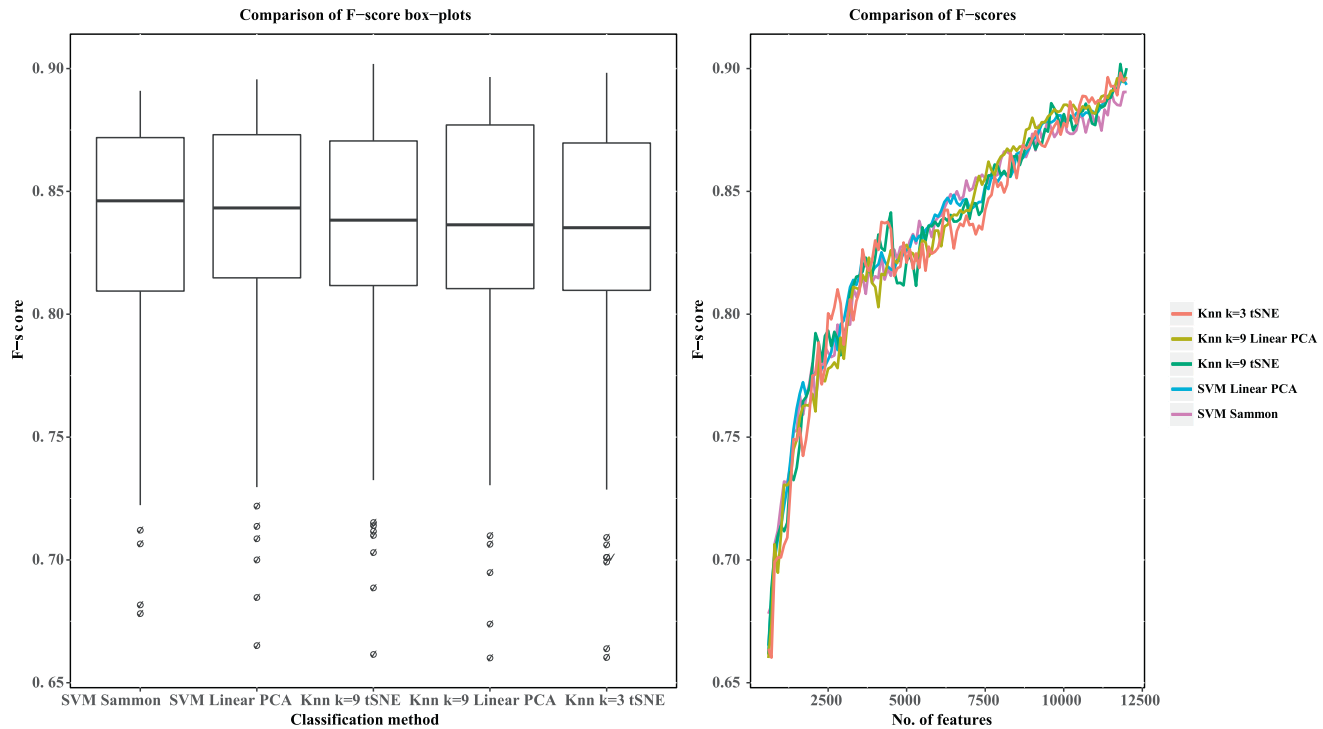 Comparison of F−score box−plots
F−score
0.90
0.85
0.80
0.75
0.70
0.65
SVM Sammon SVM Linear PCA Knn k=9 tSNE Knn k=9 Linear PCA Knn k=3 tSNE
Classification method
Comparison of F−scores
F−score
0.90
0.85
0.80
0.75
0.70
0.65
2500 5000 7500 10000 12500
No. of features
Knn k=3 tSNE
Knn k=9 Linear PCA
Knn k=9 tSNE
SVM Linear PCA
SVM Sammon